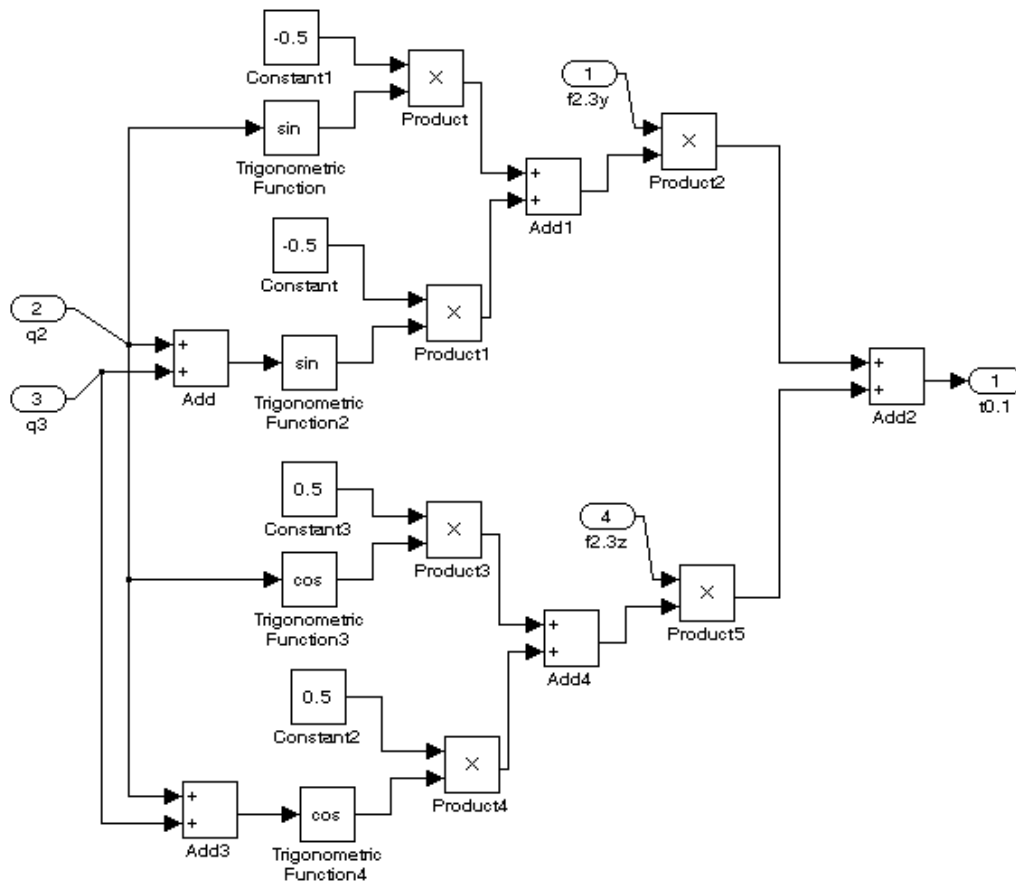 -0.5
Constant1
×
Product
sin
Trigonometric
Function
1
f2.3y
×
Product2
+
+
Add1
-0.5
Constant
×
Product1
2
q2
3
q3
+
+
Add
sin
Trigonometric
Function2
+
+
Add2
1
t0.1
0.5
Constant3
×
Product3
cos
Trigonometric
Function3
4
f2.3z
×
Product5
+
+
Add4
0.5
Constant2
×
Product4
+
+
Add3
cos
Trigonometric
Function4